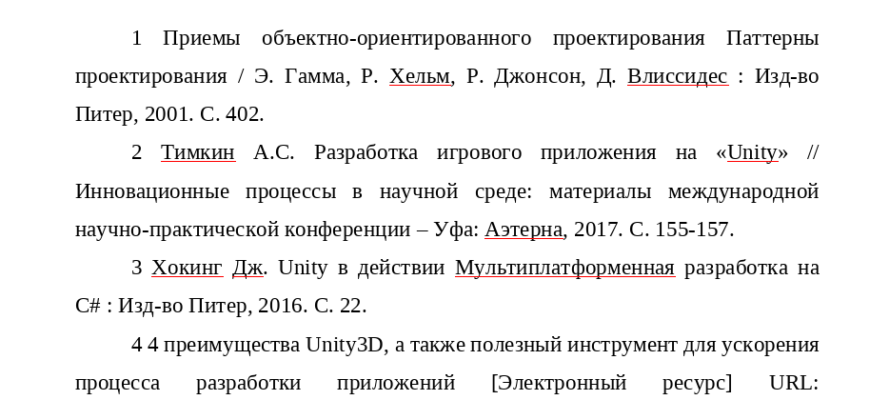 1 Приемы объектно-ориентированного проектирования Паттерны
проектирования / Э. Гамма, Р. Хельм, Р. Джонсон, Д. Влиссидес : Изд-во
Питер, 2001. С. 402.
2 Тимкин А.С. Разработка игрового приложения на «Unity» //
Инновационные процессы в научной среде: материалы международной
научно-практической конференции – Уфа: Аэтерна, 2017. С. 155-157.
3 Хокинг Дж. Unity в действии Мультиплатформенная разработка на
C# : Изд-во Питер, 2016. С. 22.
4 4 преимущества Unity3D, а также полезный инструмент для ускорения
процесса разработки приложений [Электронный ресурс] URL: